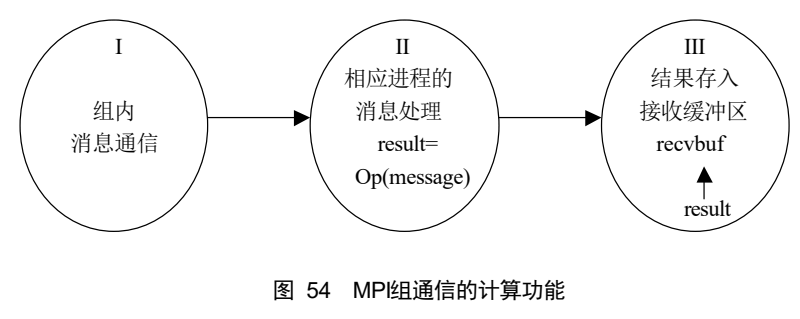 I
组内
消息通信
II
相应进程的
消息处理
result=
Op(message)
III
结果存入
接收缓冲区
recvbuf
result
图 54 MPI组通信的计算功能